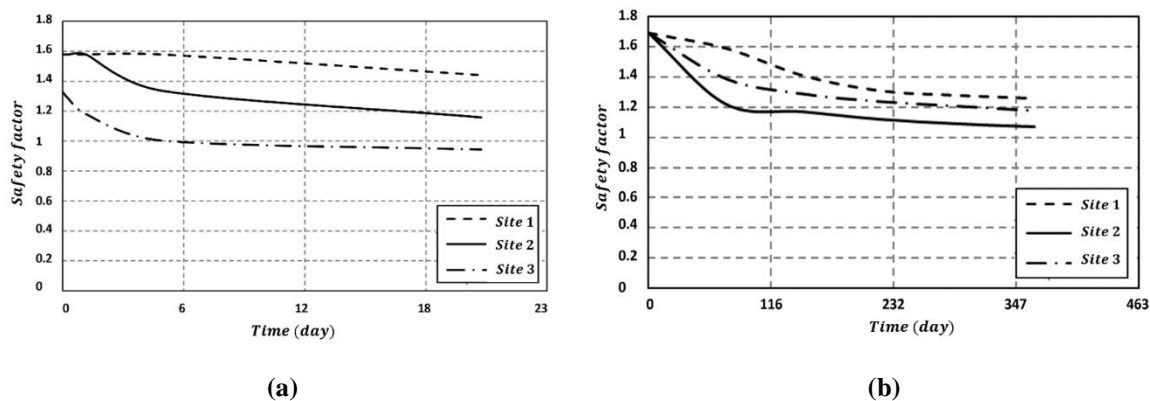 1.8
1.6
1.4
1.2
1
0.8
0.6
0.4
0.2
0
Safety factor
0 6 12 18 23
Time (day)
Site 1
Site 2
Site 3
(a)
1.8
1.6
1.4
1.2
1
0.8
0.6
0.4
0.2
0
Safety factor
0 116 232 347 463
Time (day)
Site 1
Site 2
Site 3
(b)